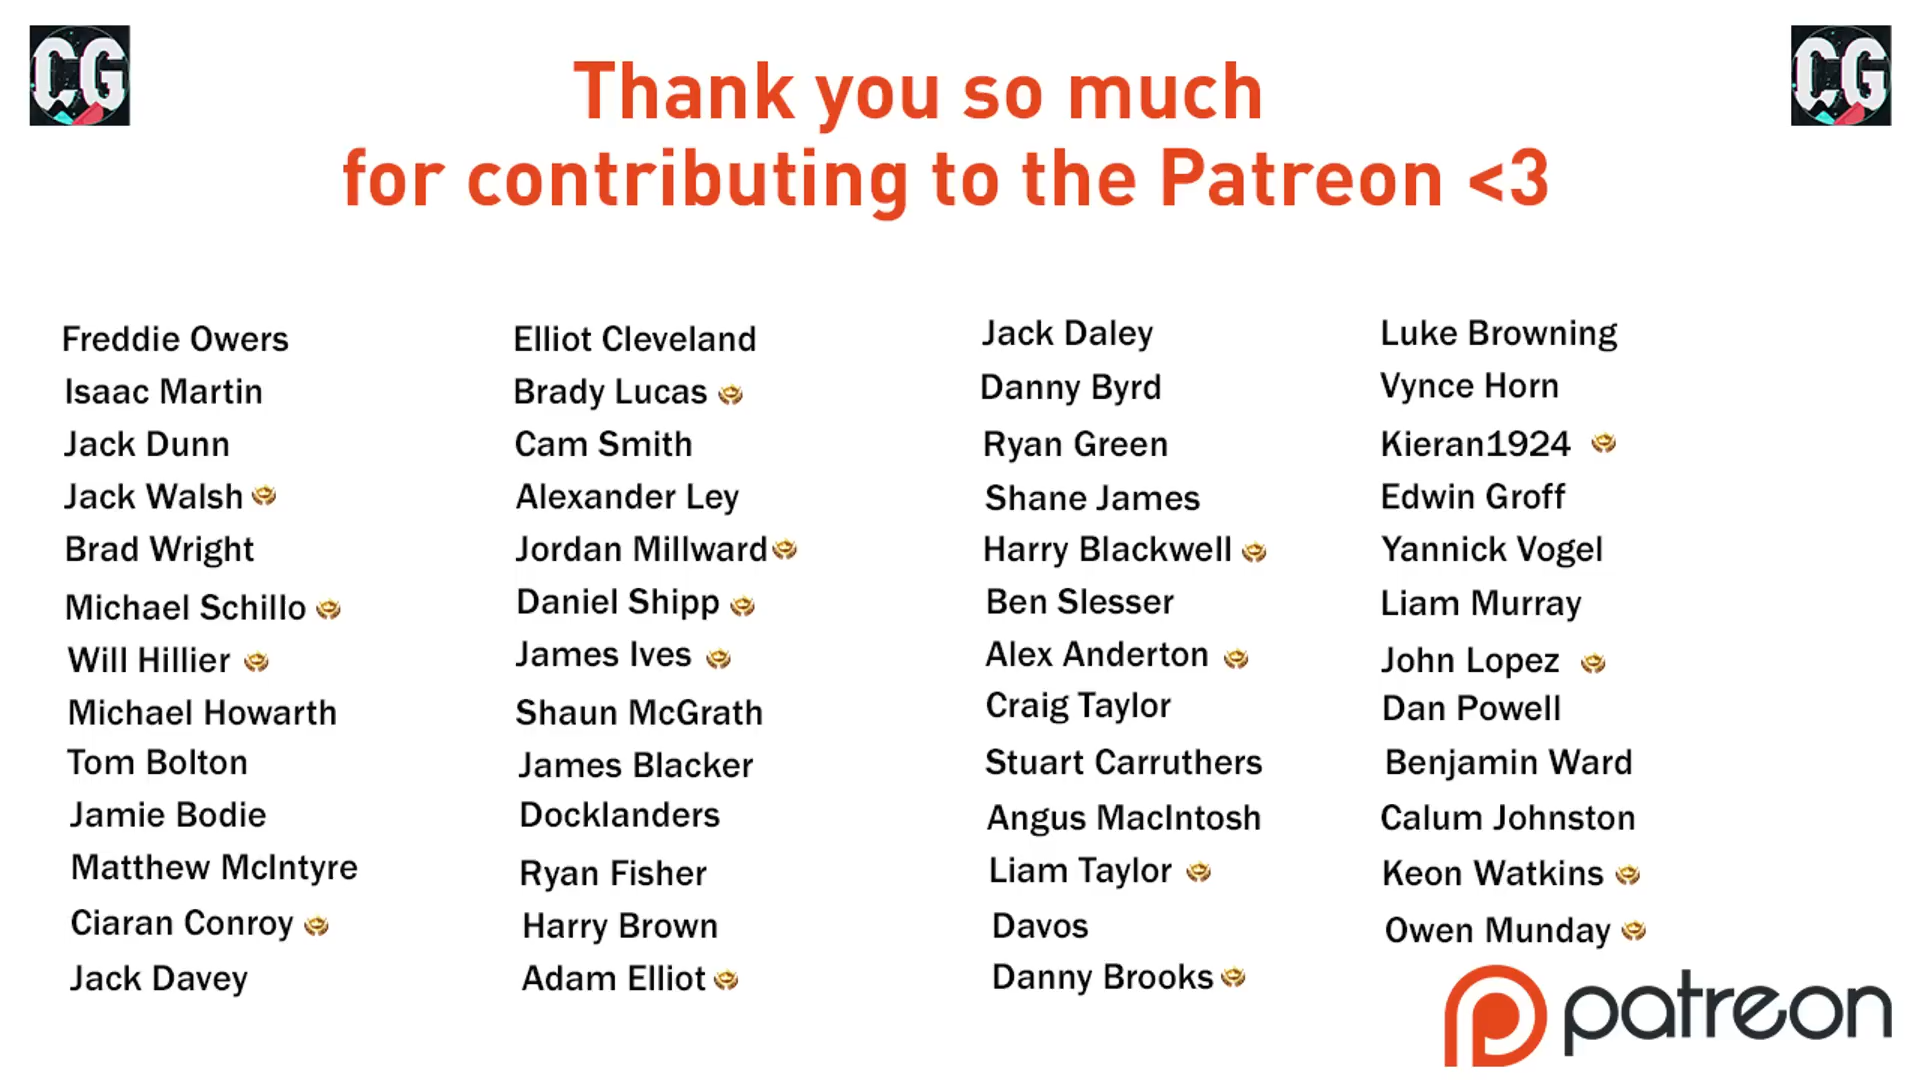 CG
CG
Thank you so much
for contributing to the Patreon <3
Freddie Owers
Isaac Martin
Jack Dunn
Jack Walsh
Brad Wright
Michael Schillo
Will Hillier
Michael Howarth
Tom Bolton
Jamie Bodie
Matthew McIntyre
Ciaran Conroy
Jack Davey
Elliot Cleveland
Brady Lucas
Cam Smith
Alexander Ley
Jordan Millward
Daniel Shipp
James Ives
Shaun McGrath
James Blacker
Docklanders
Ryan Fisher
Harry Brown
Adam Elliot
Jack Daley
Danny Byrd
Ryan Green
Shane James
Harry Blackwell
Ben Slesser
Alex Anderton
Craig Taylor
Stuart Carruthers
Angus MacIntosh
Liam Taylor
Davos
Danny Brooks
Luke Browning
Vynce Horn
Kieran1924
Edwin Groff
Yannick Vogel
Liam Murray
John Lopez
Dan Powell
Benjamin Ward
Calum Johnston
Keon Watkins
Owen Munday
patreon